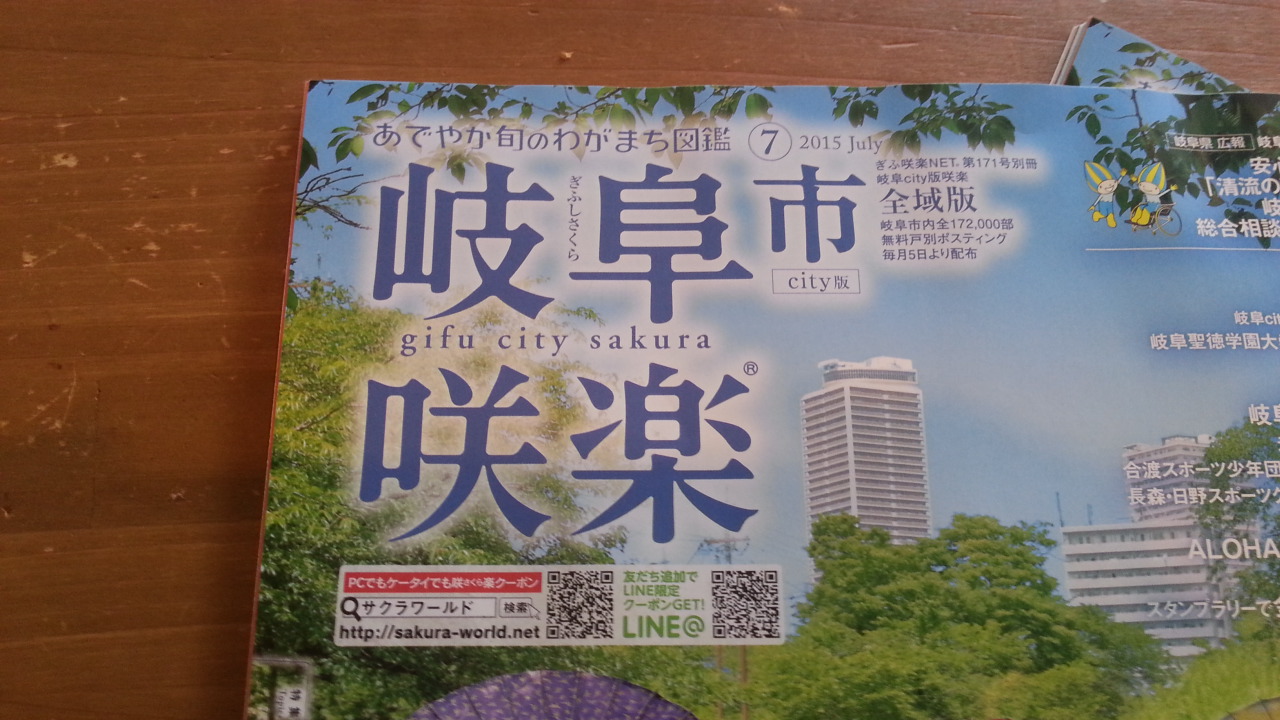 あでやか旬のわがまち図鑑 ⑦ 2015 July
岐阜市
ぎふしさくら
city版
gifu city sakura
咲楽®
ぎふ咲楽NET. 第171号別冊
岐阜city版咲楽
全域版
岐阜市内全172,000部
無料戸別ポスティング
毎月5日より配布
PCでもケータイでも咲さくら楽クーポン
サクラワールド 検索
http://sakura-world.net
友だち追加で
LINE限定
クーポンGET!
LINE@
岐阜県 広報
「清流の
総合相談
岐阜
岐阜聖徳学園大
合渡スポーツ少年団
長森・日野スポーツ
ALOHA
スタンプラリーで
特集